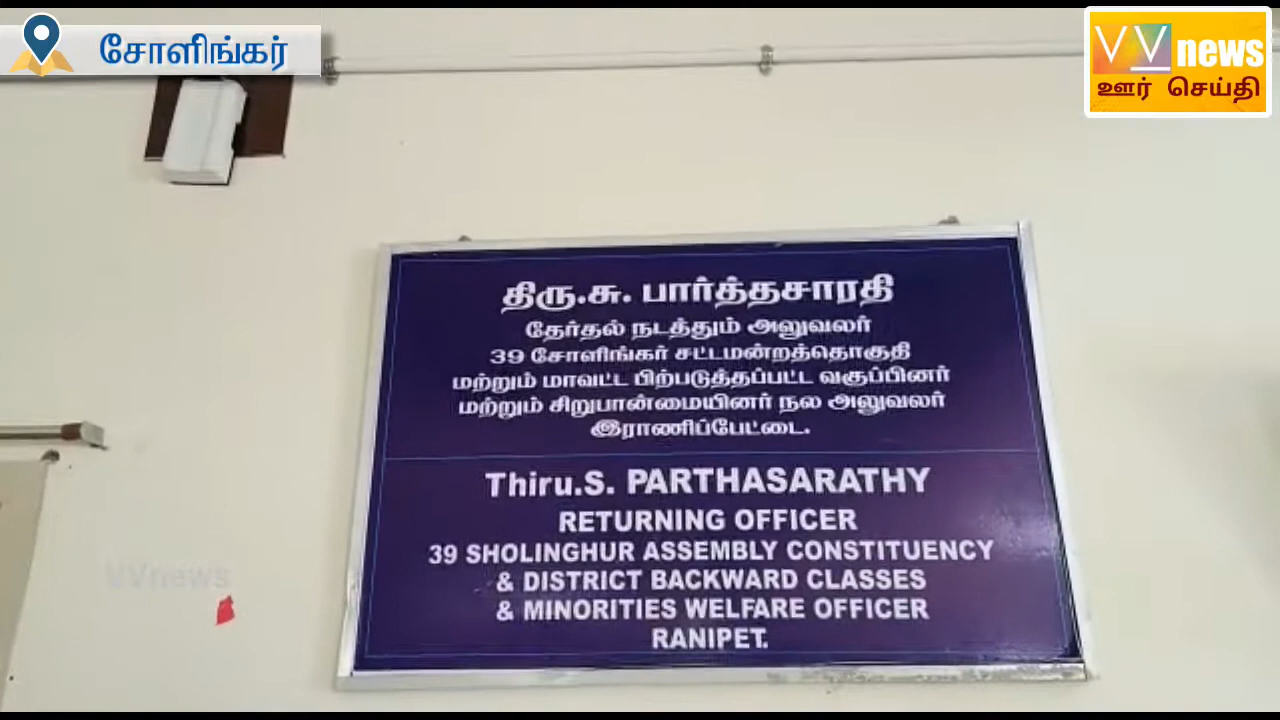 சோளிங்கர்
VV news
ஊர் செய்தி
திரு.சு. பார்த்தசாரதி
தேர்தல் நடத்தும் அலுவலர்
39 சோளிங்கர் சட்டமன்றத்தொகுதி
மற்றும் மாவட்ட பிற்படுத்தப்பட்ட வகுப்பினர்
மற்றும் சிறுபான்மையினர் நல அலுவலர்
இராணிப்பேட்டை.
Thiru.S. PARTHASARATHY
RETURNING OFFICER
39 SHOLINGHUR ASSEMBLY CONSTITUENCY
& DISTRICT BACKWARD CLASSES
& MINORITIES WELFARE OFFICER
RANIPET.
VVnews